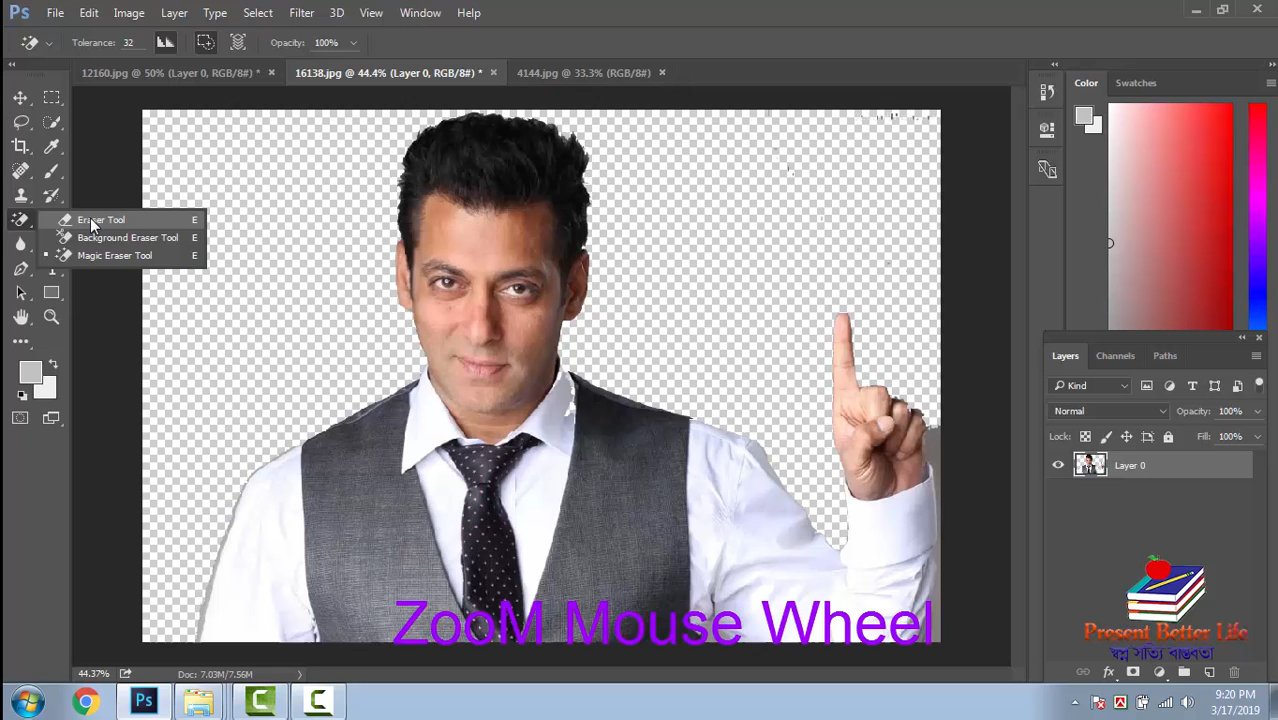 Ps File Edit Image Layer Type Select Filter 3D View Window Help
Tolerance: 32 Opacity: 100%
12160.jpg @ 50% (Layer 0, RGB/8#) * 16138.jpg @ 44.4% (Layer 0, RGB/8#) * 4144.jpg @ 33.3% (RGB/8#)
Color Swatches
Eraser Tool E
Background Eraser Tool E
Magic Eraser Tool E
Layers Channels Paths
Kind
Normal Opacity: 100%
Lock: Fill: 100%
Layer 0
ZooM Mouse Wheel
Present Better Life
স্বপ্ন সত্যি বাস্তবতা
44.37% Doc: 7.03M/7.56M
Ps
9:20 PM
3/17/2019